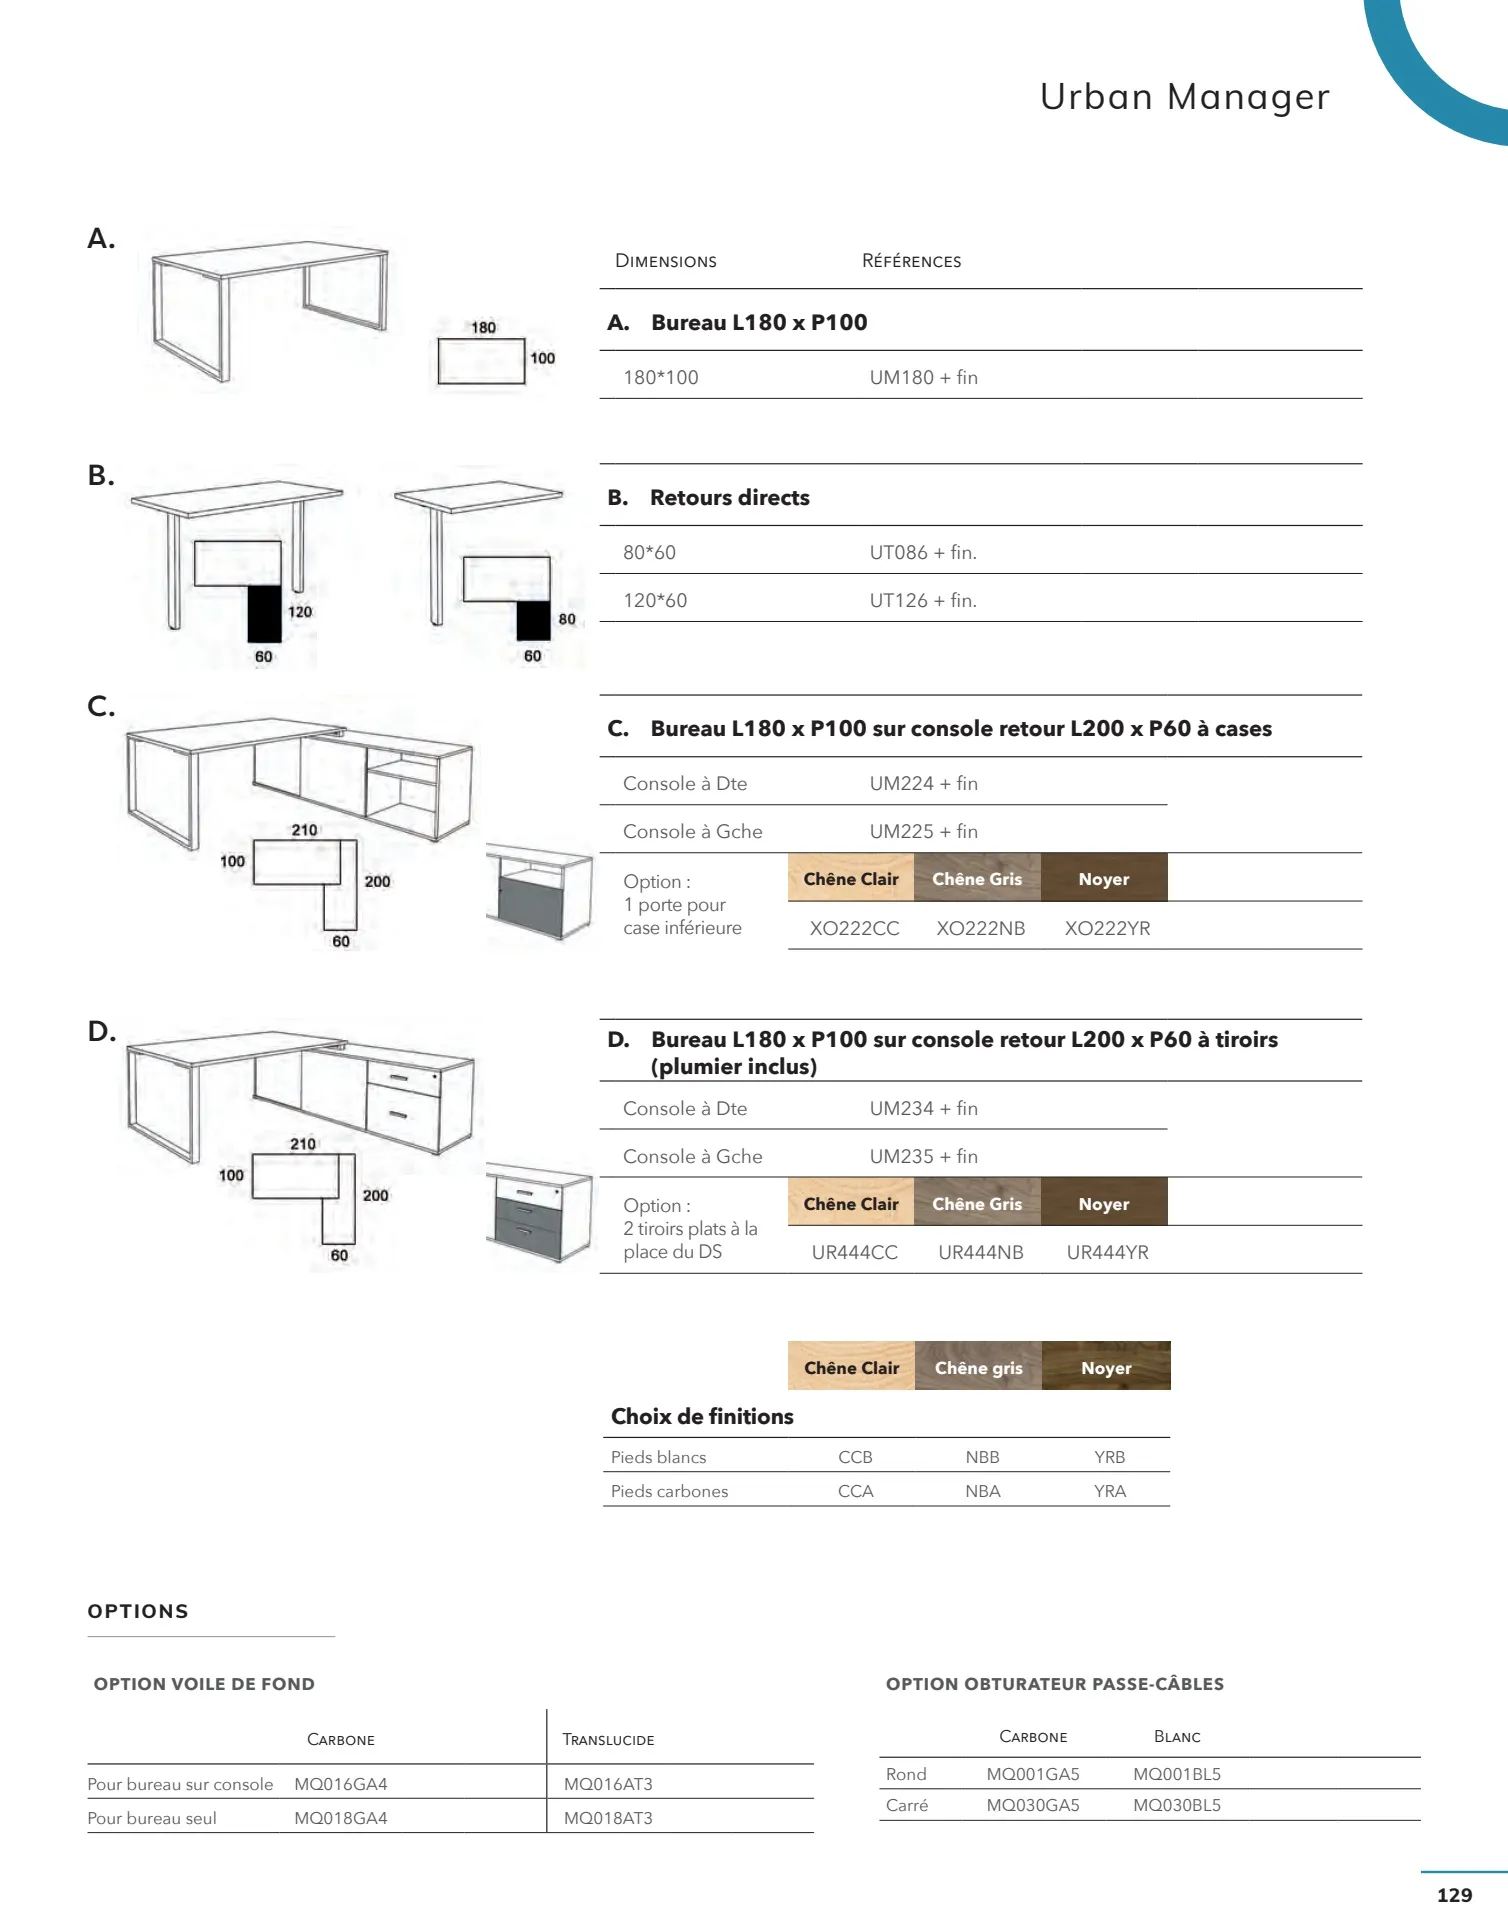 Urban Manager
A.
180
100
DIMENSIONS RÉFÉRENCES
A. Bureau L180 x P100
180*100 UM180 + fin
B.
120
60
80
60
B. Retours directs
80*60 UT086 + fin.
120*60 UT126 + fin.
C.
210
100
200
60
C. Bureau L180 x P100 sur console retour L200 x P60 à cases
Console à Dte UM224 + fin
Console à Gche UM225 + fin
Option :
1 porte pour
case inférieure
Chêne Clair Chêne Gris Noyer
XO222CC XO222NB XO222YR
D.
210
100
200
60
D. Bureau L180 x P100 sur console retour L200 x P60 à tiroirs
(plumier inclus)
Console à Dte UM234 + fin
Console à Gche UM235 + fin
Option :
2 tiroirs plats à la
place du DS
Chêne Clair Chêne Gris Noyer
UR444CC UR444NB UR444YR
Chêne Clair Chêne gris Noyer
Choix de finitions
Pieds blancs CCB NBB YRB
Pieds carbones CCA NBA YRA
OPTIONS
OPTION VOILE DE FOND
CARBONE TRANSLUCIDE
Pour bureau sur console MQ016GA4 MQ016AT3
Pour bureau seul MQ018GA4 MQ018AT3
OPTION OBTURATEUR PASSE-CÂBLES
CARBONE BLANC
Rond MQ001GA5 MQ001BL5
Carré MQ030GA5 MQ030BL5
129